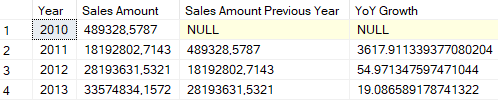 Year Sales Amount Sales Amount Previous Year YoY Growth
1 2010 489328,5787 NULL NULL
2 2011 18192802,7143 489328,5787 3617.911339377080204
3 2012 28193631,5321 18192802,7143 54.971347597471044
4 2013 33574834,1572 28193631,5321 19.086589178741322